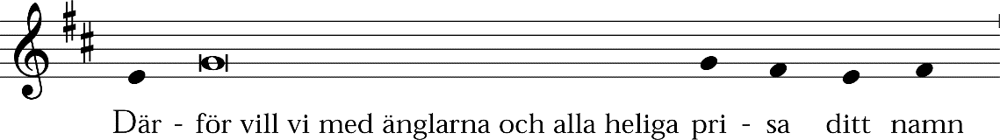 Där - för vill vi med änglarna och alla heliga pri - sa ditt namn